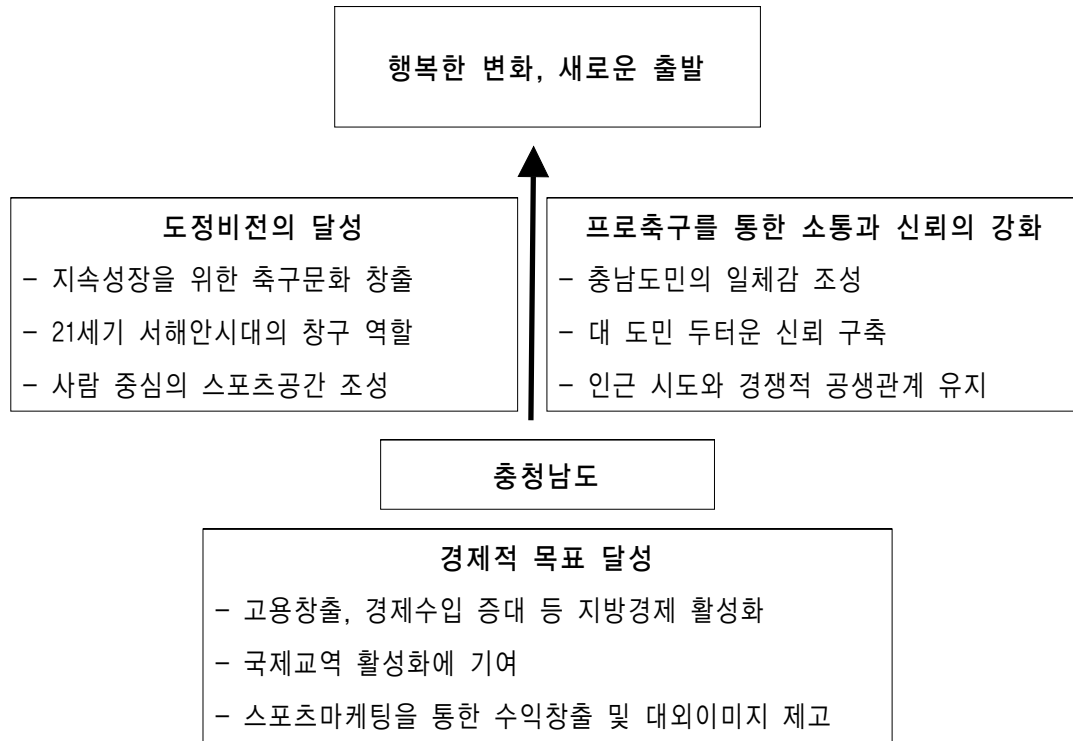 행복한 변화, 새로운 출발
도정비전의 달성
- 지속성장을 위한 축구문화 창출
- 21세기 서해안시대의 창구 역할
- 사람 중심의 스포츠공간 조성
프로축구를 통한 소통과 신뢰의 강화
- 충남도민의 일체감 조성
- 대 도민 두터운 신뢰 구축
- 인근 시도와 경쟁적 공생관계 유지
충청남도
경제적 목표 달성
- 고용창출, 경제수입 증대 등 지방경제 활성화
- 국제교역 활성화에 기여
- 스포츠마케팅을 통한 수익창출 및 대외이미지 제고